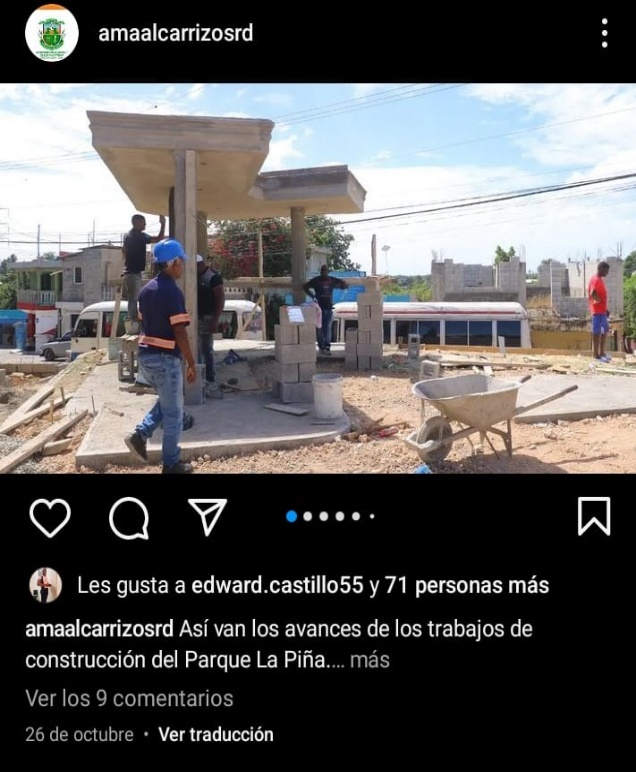 amaalcarrizosrd
Les gusta a edward.castillo55 y 71 personas más
amaalcarrizosrd Así van los avances de los trabajos de
construcción del Parque La Piña.... más
Ver los 9 comentarios
26 de octubre • Ver traducción